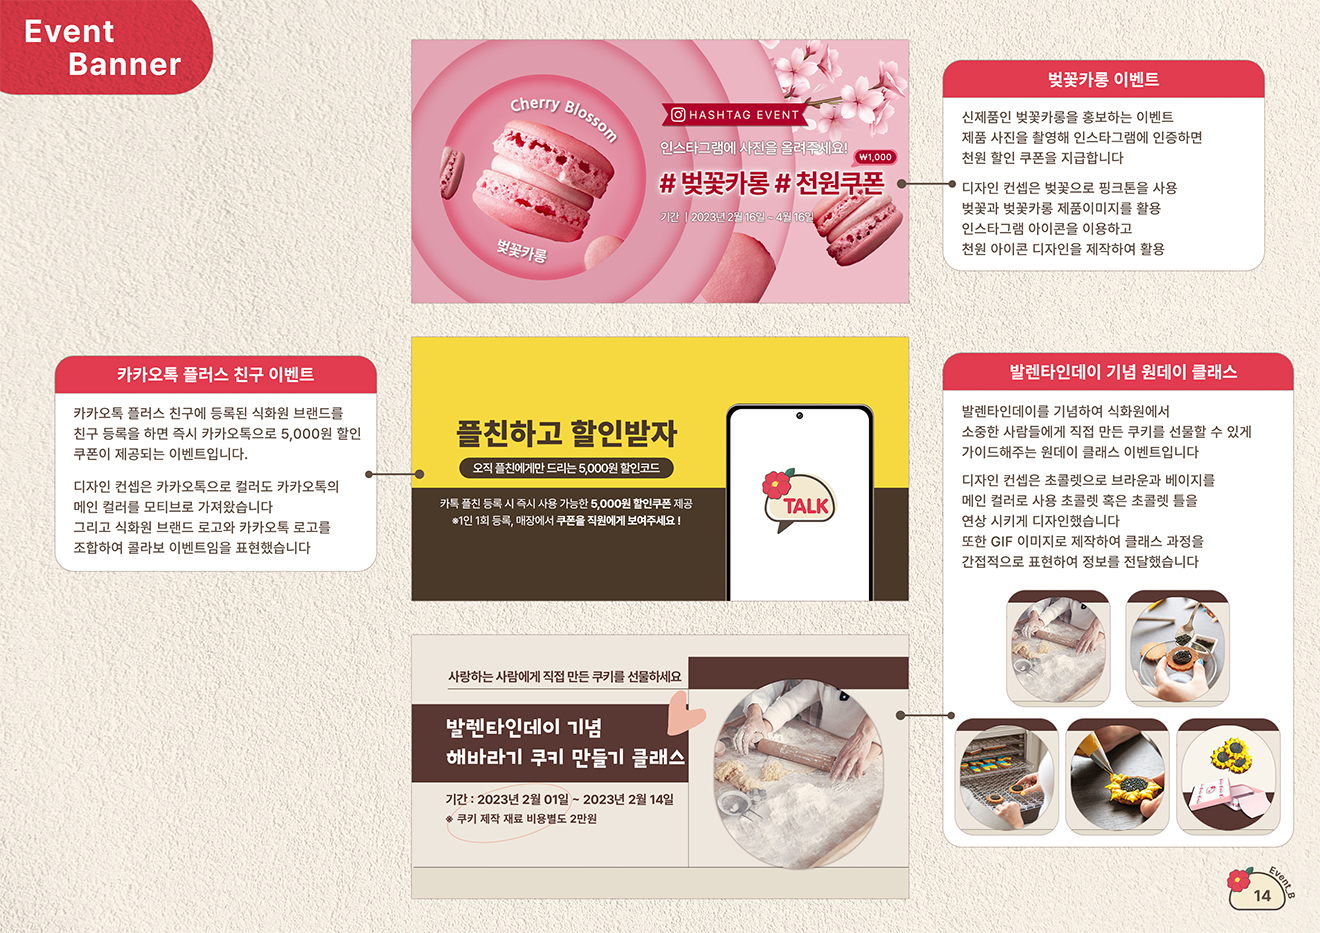 Event
Banner
Cherry Blossom
벚꽃카롱
HASHTAG EVENT
인스타그램에 사진을 올려주세요!
₩1,000
# 벚꽃카롱 # 천원쿠폰
기간 | 2023년 2월 16일 ~ 4월 16일
벚꽃카롱 이벤트
신제품인 벚꽃카롱을 홍보하는 이벤트
제품 사진을 촬영해 인스타그램에 인증하면
천원 할인 쿠폰을 지급합니다
디자인 컨셉은 벚꽃으로 핑크톤을 사용
벚꽃과 벚꽃카롱 제품이미지를 활용
인스타그램 아이콘을 이용하고
천원 아이콘 디자인을 제작하여 활용
카카오톡 플러스 친구 이벤트
카카오톡 플러스 친구에 등록된 식화원 브랜드를
친구 등록을 하면 즉시 카카오톡으로 5,000원 할인
쿠폰이 제공되는 이벤트입니다.
디자인 컨셉은 카카오톡으로 컬러도 카카오톡의
메인 컬러를 모티브로 가져왔습니다
그리고 식화원 브랜드 로고와 카카오톡 로고를
조합하여 콜라보 이벤트임을 표현했습니다
플친하고 할인받자
오직 플친에게만 드리는 5,000원 할인코드
카톡 플친 등록 시 즉시 사용 가능한 5,000원 할인쿠폰 제공
※1인 1회 등록, 매장에서 쿠폰을 직원에게 보여주세요 !
TALK
발렌타인데이 기념 원데이 클래스
발렌타인데이를 기념하여 식화원에서
소중한 사람들에게 직접 만든 쿠키를 선물할 수 있게
가이드해주는 원데이 클래스 이벤트입니다
디자인 컨셉은 초콜렛으로 브라운과 베이지를
메인 컬러로 사용 초콜렛 혹은 초콜렛 틀을
연상 시키게 디자인했습니다
또한 GIF 이미지로 제작하여 클래스 과정을
간접적으로 표현하여 정보를 전달했습니다
사랑하는 사람에게 직접 만든 쿠키를 선물하세요
발렌타인데이 기념
해바라기 쿠키 만들기 클래스
기간 : 2023년 2월 01일 ~ 2023년 2월 14일
※ 쿠키 제작 재료 비용별도 2만원
Event_B
14